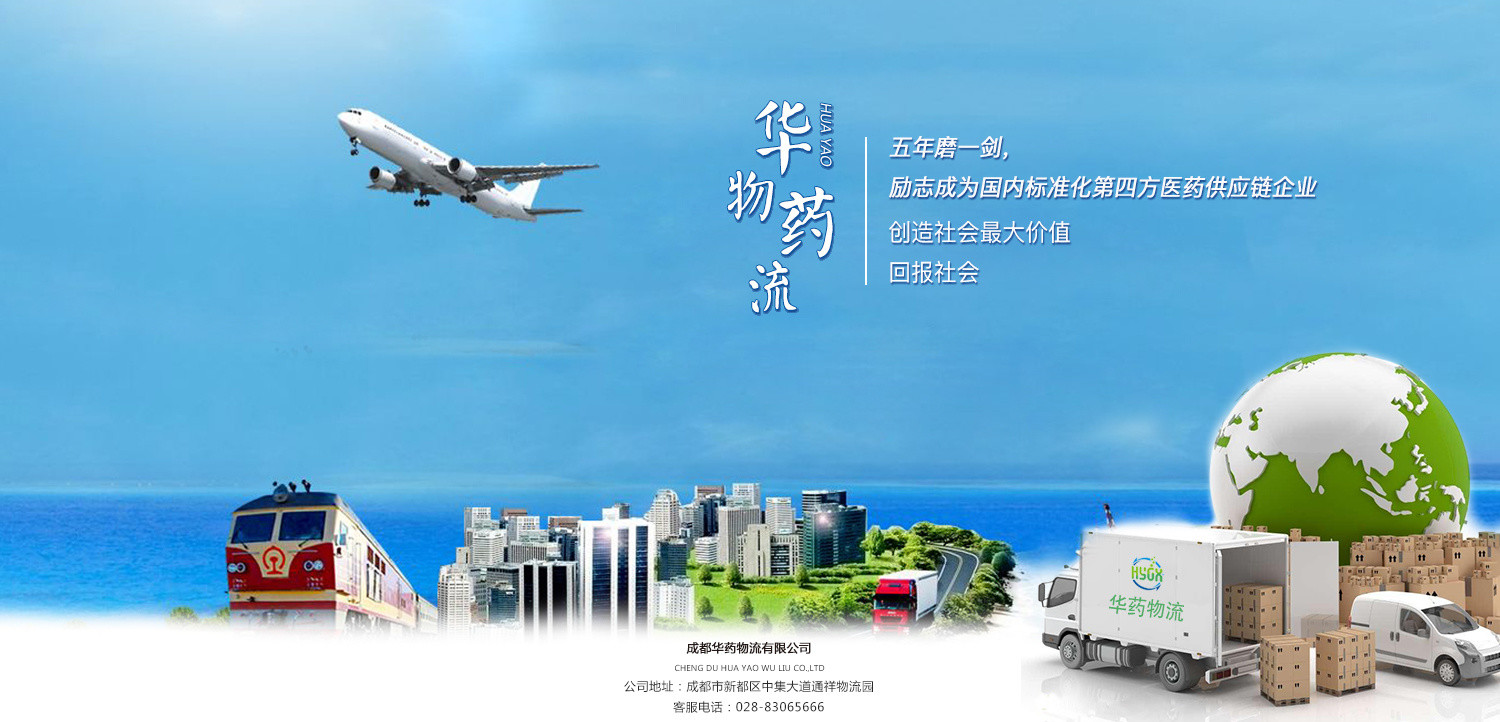 华药物流
HUA YAO
五年磨一剑,
励志成为国内标准化第四方医药供应链企业
创造社会最大价值
回报社会
HYGX
华药物流
成都华药物流有限公司
CHENG DU HUA YAO WU LIU CO.,LTD
公司地址：成都市新都区中集大道通祥物流园
客服电话：028-83065666